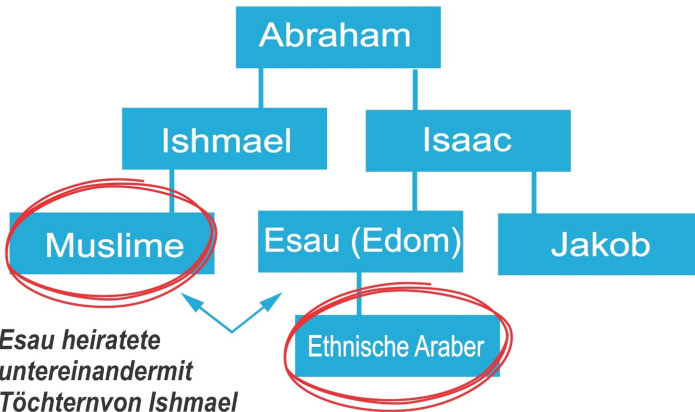 Abraham
Ishmael
Isaac
Muslime
Esau (Edom)
Jakob
Ethnische Araber
Esau heiratete
untereinandermit
Töchternvon Ishmael